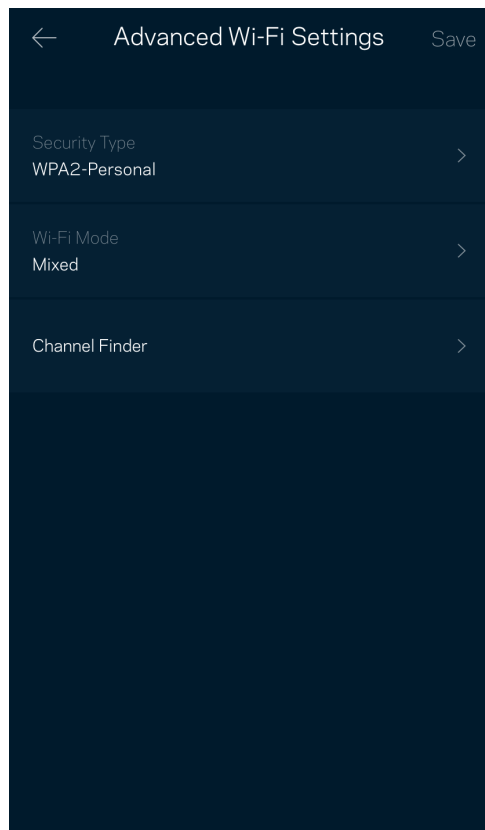 Advanced Wi-Fi Settings Save
Security Type
WPA2-Personal
Wi-Fi Mode
Mixed
Channel Finder